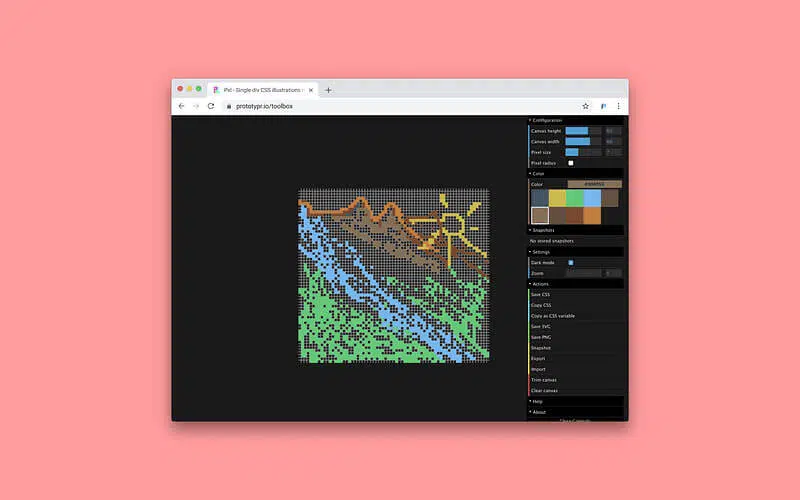 Pxl - Single div CSS illustrations
prototypr.io/toolbox
Configuration
Canvas height
Canvas width
Pixel size
Pixel radius
Color
Color
Snapshots
No stored snapshots
Settings
Dark mode
Zoom
Actions
Save CSS
Copy CSS
Copy as CSS variable
Save SVG
Save PNG
Snapshot
Export
Import
Trim canvas
Clear canvas
Help
About